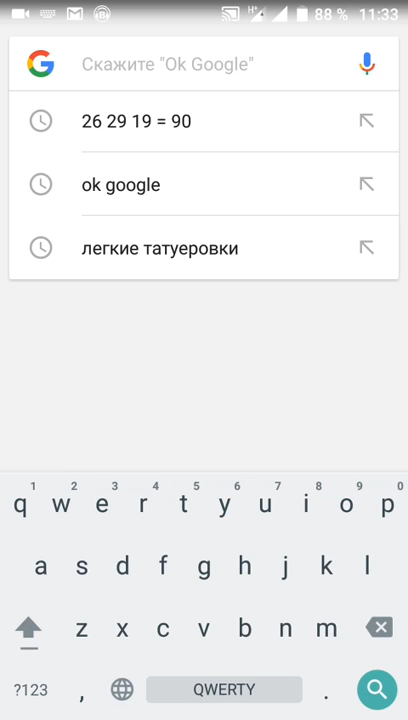 88 % 11:33
Скажите "Ok Google"
26 29 19 = 90
ok google
легкие татуеровки
1 2 3 4 5 6 7 8 9 0
q w e r t y u i o p
a s d f g h j k l
z x c v b n m
?123 , QWERTY .